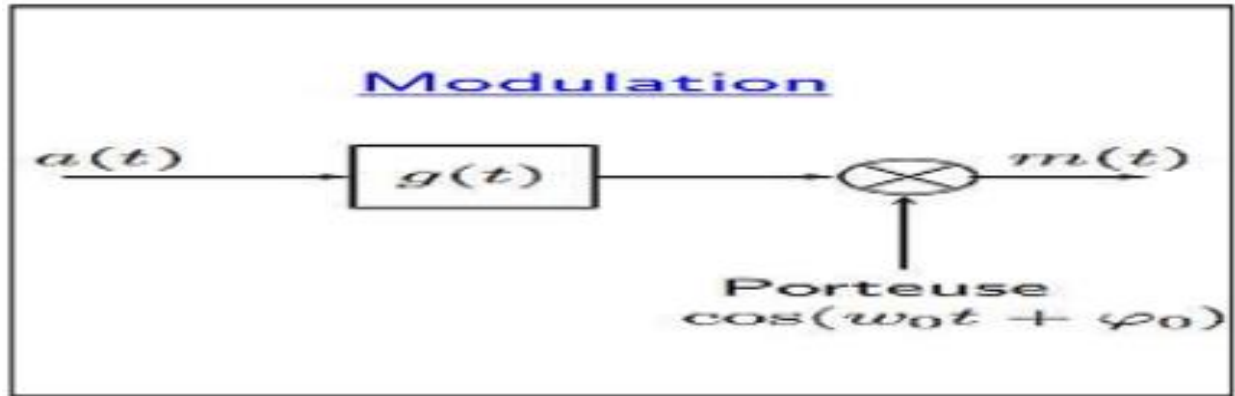 Modulation
a(t)
g(t)
m(t)
Porteuse
cos(w₀t + φ₀)